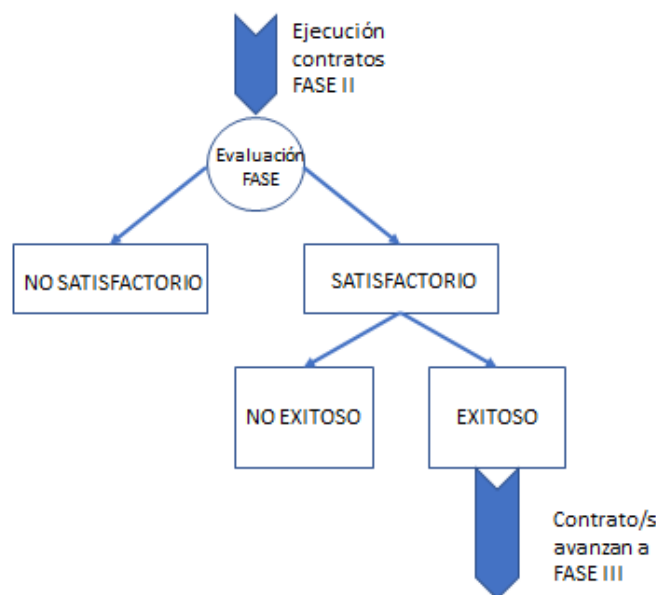 Ejecución
contratos
FASE II
Evaluación
FASE
NO SATISFACTORIO
SATISFACTORIO
NO EXITOSO
EXITOSO
Contrato/s
avanzan a
FASE III